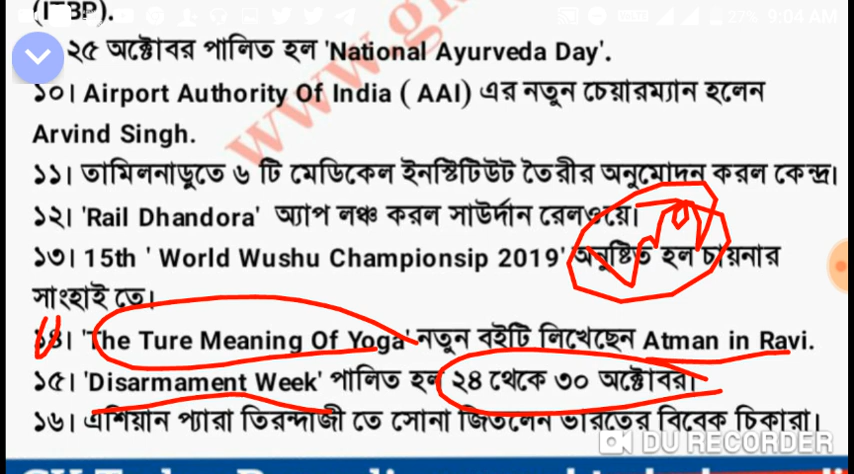 (ITBP).
27% 9:04 AM
২৫ অক্টোবর পালিত হল 'National Ayurveda Day'.
১০। Airport Authority Of India ( AAI) এর নতুন চেয়ারম্যান হলেন
Arvind Singh.
১১। তামিলনাড়ুতে ৬ টি মেডিকেল ইনস্টিটিউট তৈরীর অনুমোদন করল কেন্দ্র।
১২। 'Rail Dhandora' অ্যাপ লঞ্চ করল সাউর্দান রেলওয়ে।
১৩। 15th ' World Wushu Championsip 2019' অনুষ্টিত হল চায়নার
সাংহাই তে।
১৪। 'The Ture Meaning Of Yoga' নতুন বইটি লিখেছেন Atman in Ravi.
১৫। 'Disarmament Week' পালিত হল ২৪ থেকে ৩০ অক্টোবর।
১৬। এশিয়ান প্যারা তিরন্দাজী তে সোনা জিতলেন ভারতের বিবেক চিকারা।
DU RECORDER